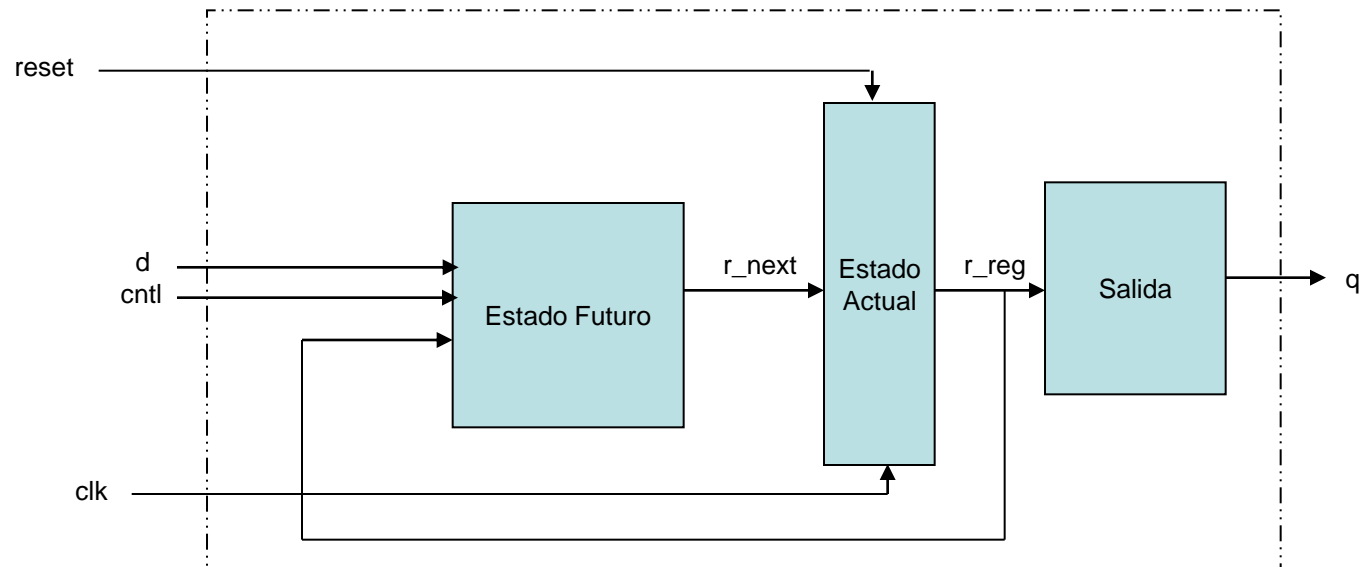 reset
d
cntl
Estado Futuro
r_next
Estado
Actual
r_reg
Salida
q
clk